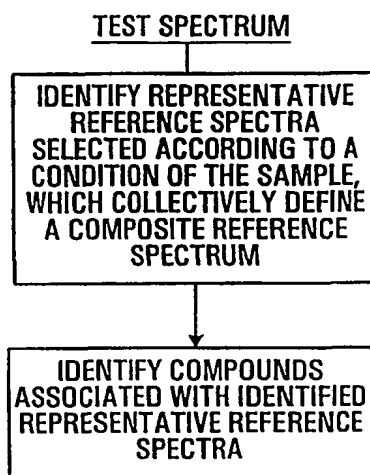 TEST SPECTRUM
IDENTIFY REPRESENTATIVE
REFERENCE SPECTRA
SELECTED ACCORDING TO A
CONDITION OF THE SAMPLE,
WHICH COLLECTIVELY DEFINE
A COMPOSITE REFERENCE
SPECTRUM
IDENTIFY COMPOUNDS
ASSOCIATED WITH IDENTIFIED
REPRESENTATIVE REFERENCE
SPECTRA